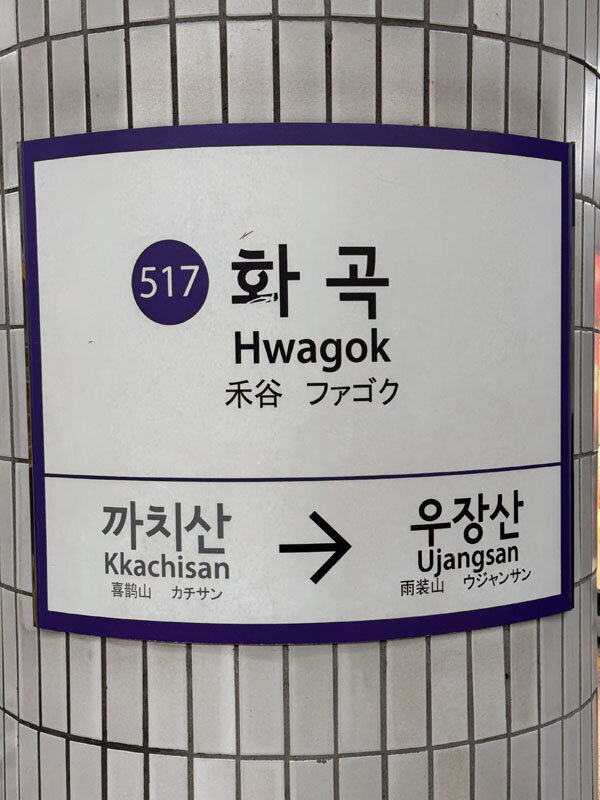 517 화곡
Hwagok
禾谷 ファゴク
까치산 → 우장산
Kkachisan Ujangsan
喜鹊山 カチサン 雨装山 ウジャンサン